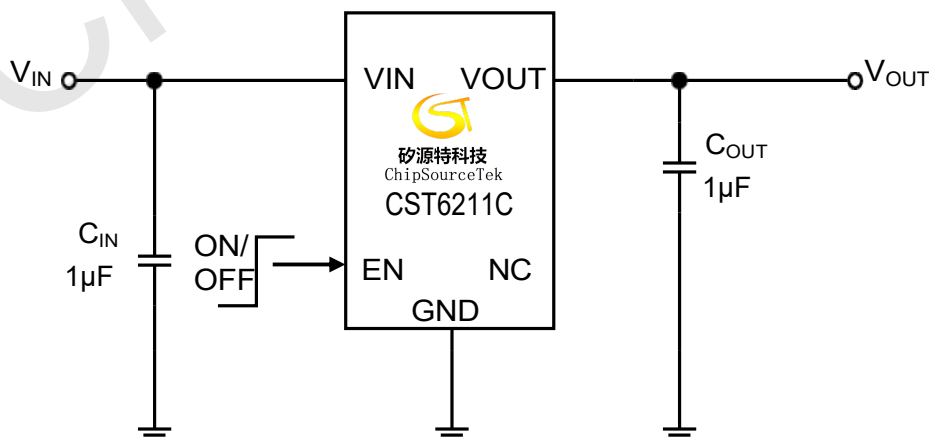 VIN
VIN VOUT
VOUT
矽源特科技
ChipSourceTek
CST6211C
COUT
1µF
CIN
1µF
ON/
OFF
EN NC
GND